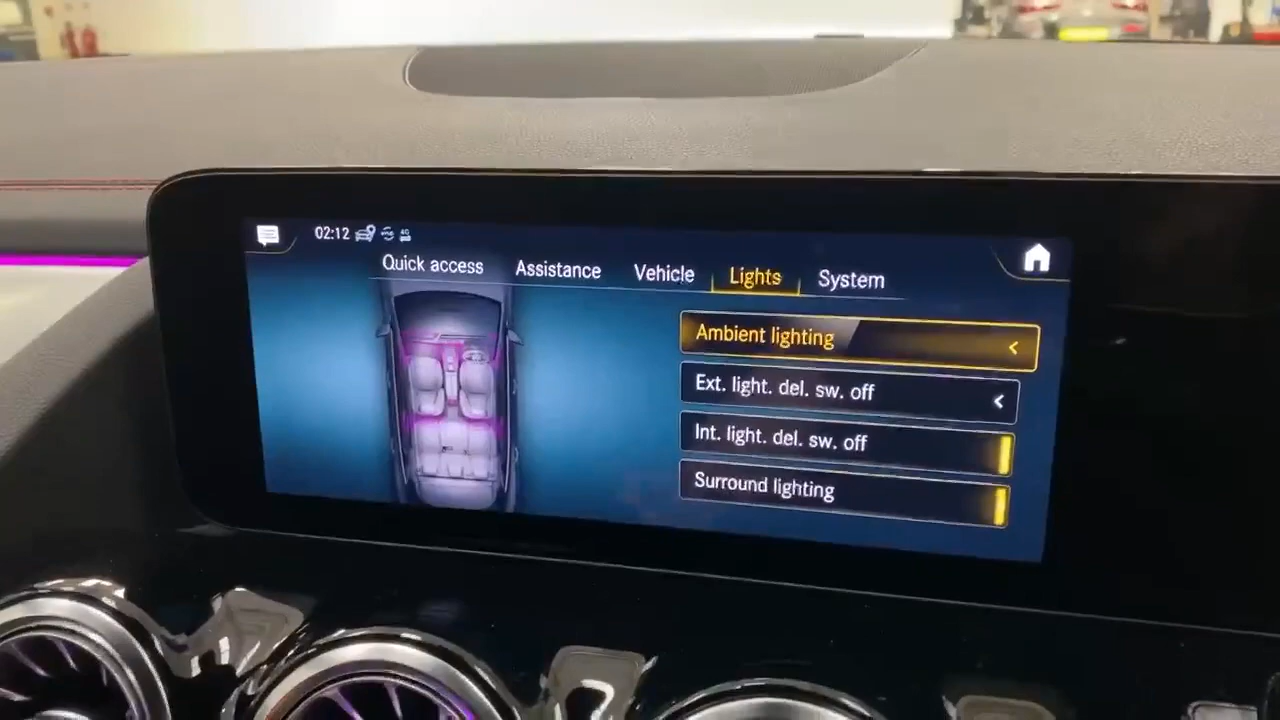 02:12
4G
Quick access
Assistance
Vehicle
Lights
System
Ambient lighting
Ext. light. del. sw. off
Int. light. del. sw. off
Surround lighting